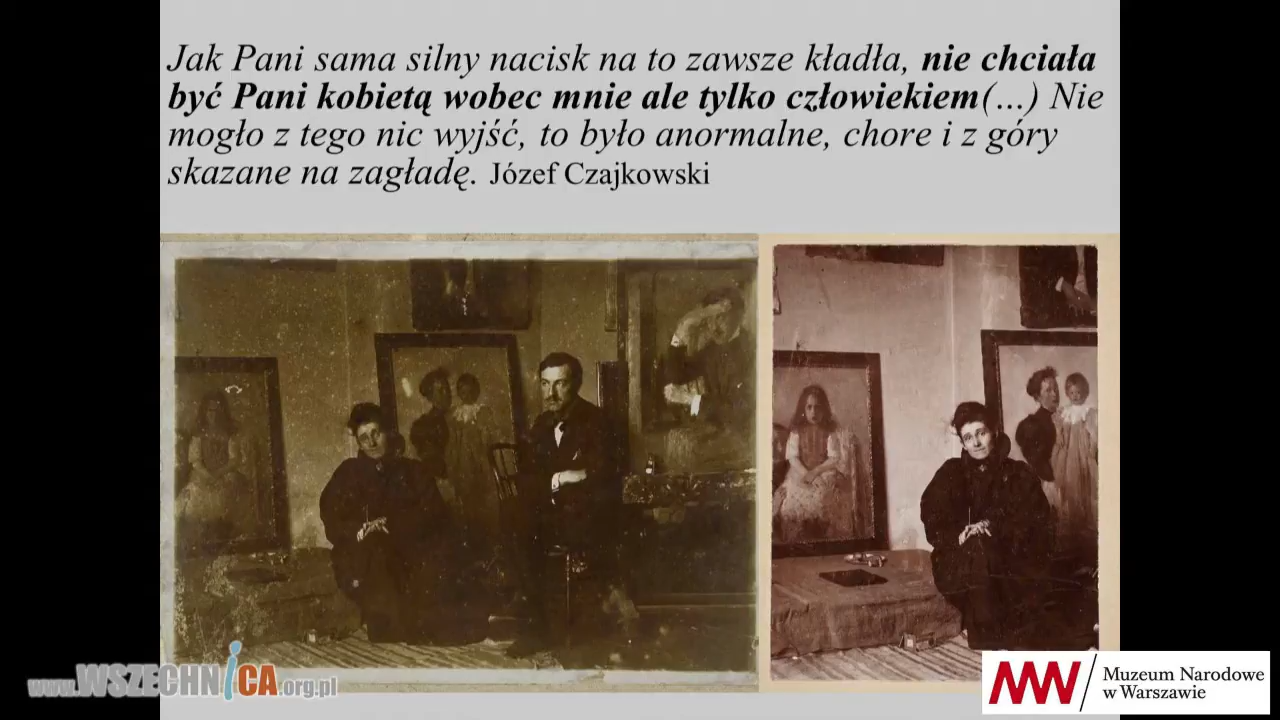 Jak Pani sama silny nacisk na to zawsze kładła, nie chciała
być Pani kobietą wobec mnie ale tylko człowiekiem(…) Nie
mogło z tego nic wyjść, to było anormalne, chore i z góry
skazane na zagładę. Józef Czajkowski
www.WSZECHNiCA.org.pl
MW / Muzeum Narodowe
w Warszawie